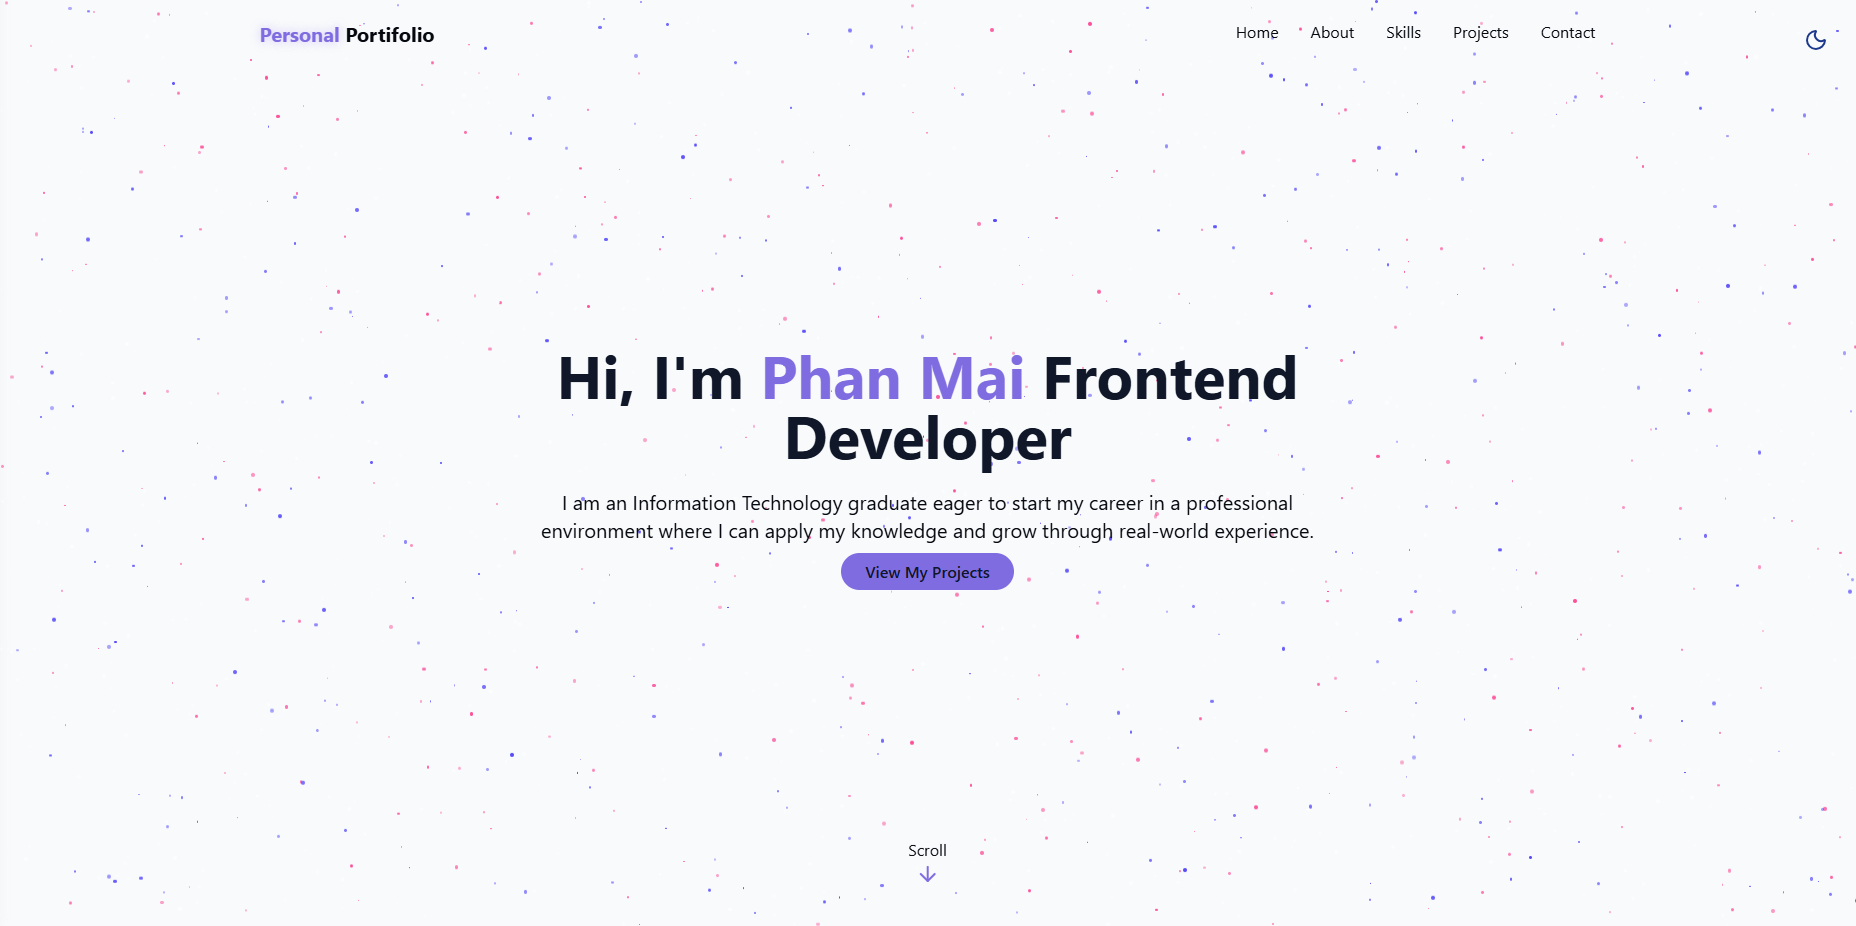 Personal Portifolio
Home About Skills Projects Contact
Hi, I'm Phan Mai Frontend
Developer
I am an Information Technology graduate eager to start my career in a professional
environment where I can apply my knowledge and grow through real-world experience.
View My Projects
Scroll